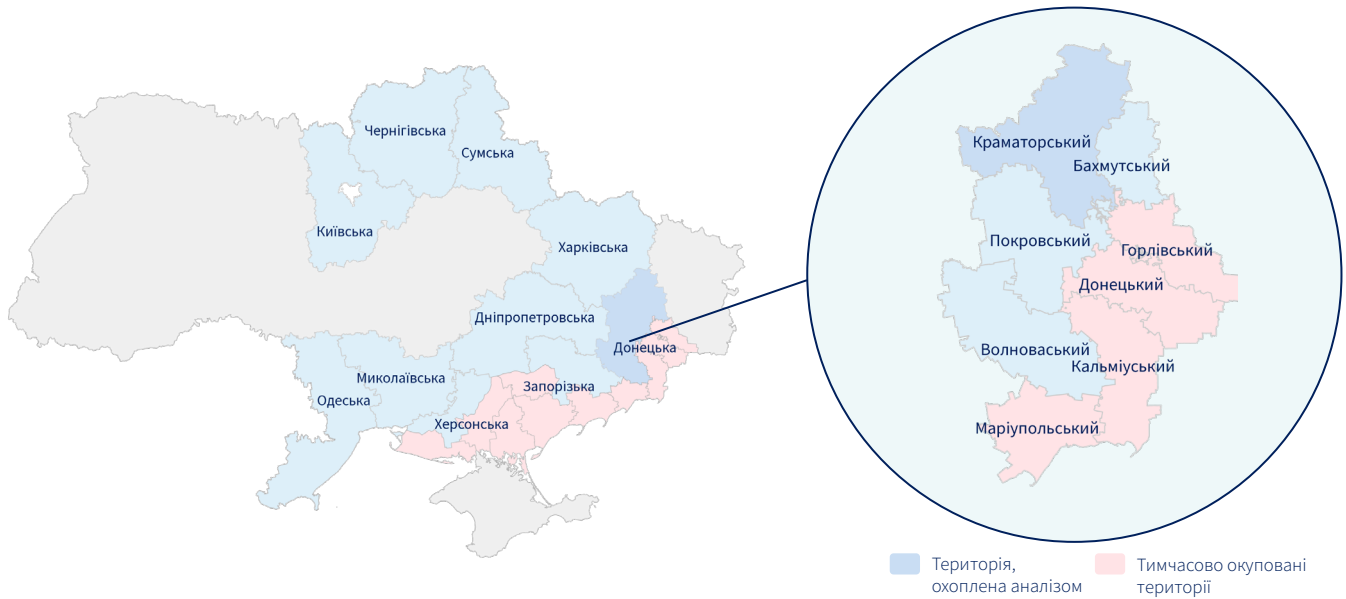 Чернігівська
Сумська
Київська
Харківська
Дніпропетровська
Донецька
Миколаївська
Запорізька
Одеська
Херсонська
Краматорський
Бахмутський
Покровський
Горлівський
Донецький
Волноваський
Кальміуський
Маріупольський
Територія,
охоплена аналізом
Тимчасово окуповані
території